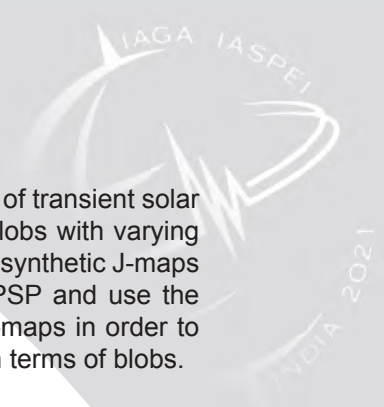 IAGA IASPEI
of transient solar
lobs with varying
synthetic J-maps
PSP and use the
-maps in order to
n terms of blobs.
INDIA 2021